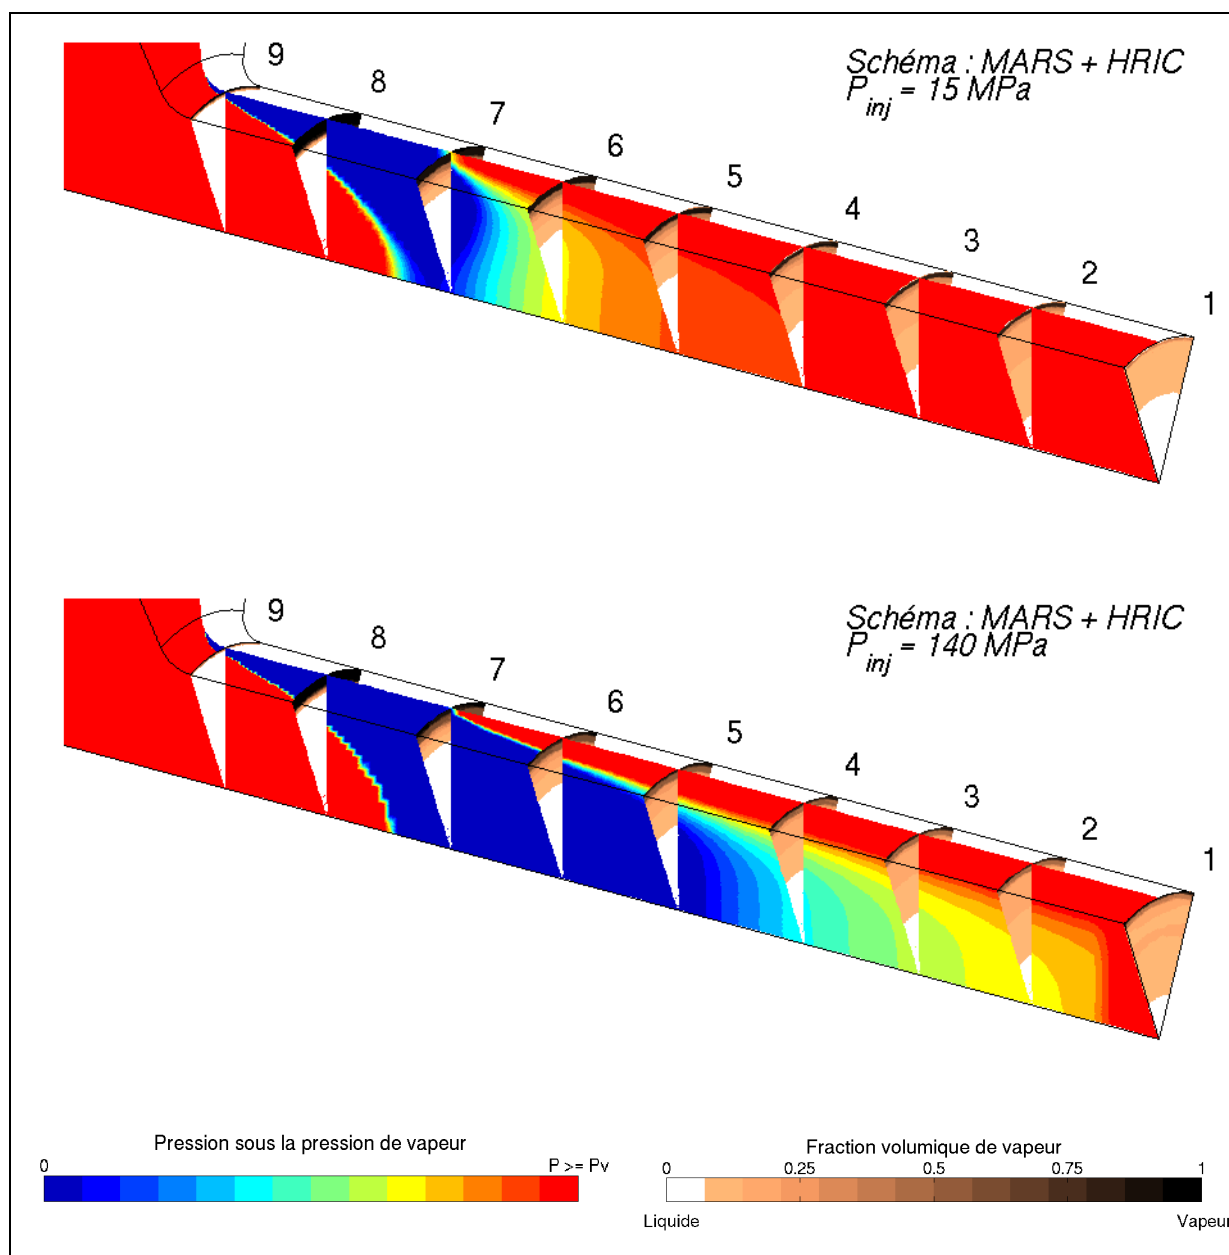 Schéma : MARS + HRIC
Pinj = 15 MPa
9
8
7
6
5
4
3
2
1
Schéma : MARS + HRIC
Pinj = 140 MPa
9
8
7
6
5
4
3
2
1
Pression sous la pression de vapeur
0 P >= Pv
Fraction volumique de vapeur
0 0.25 0.5 0.75 1
Liquide Vapeur